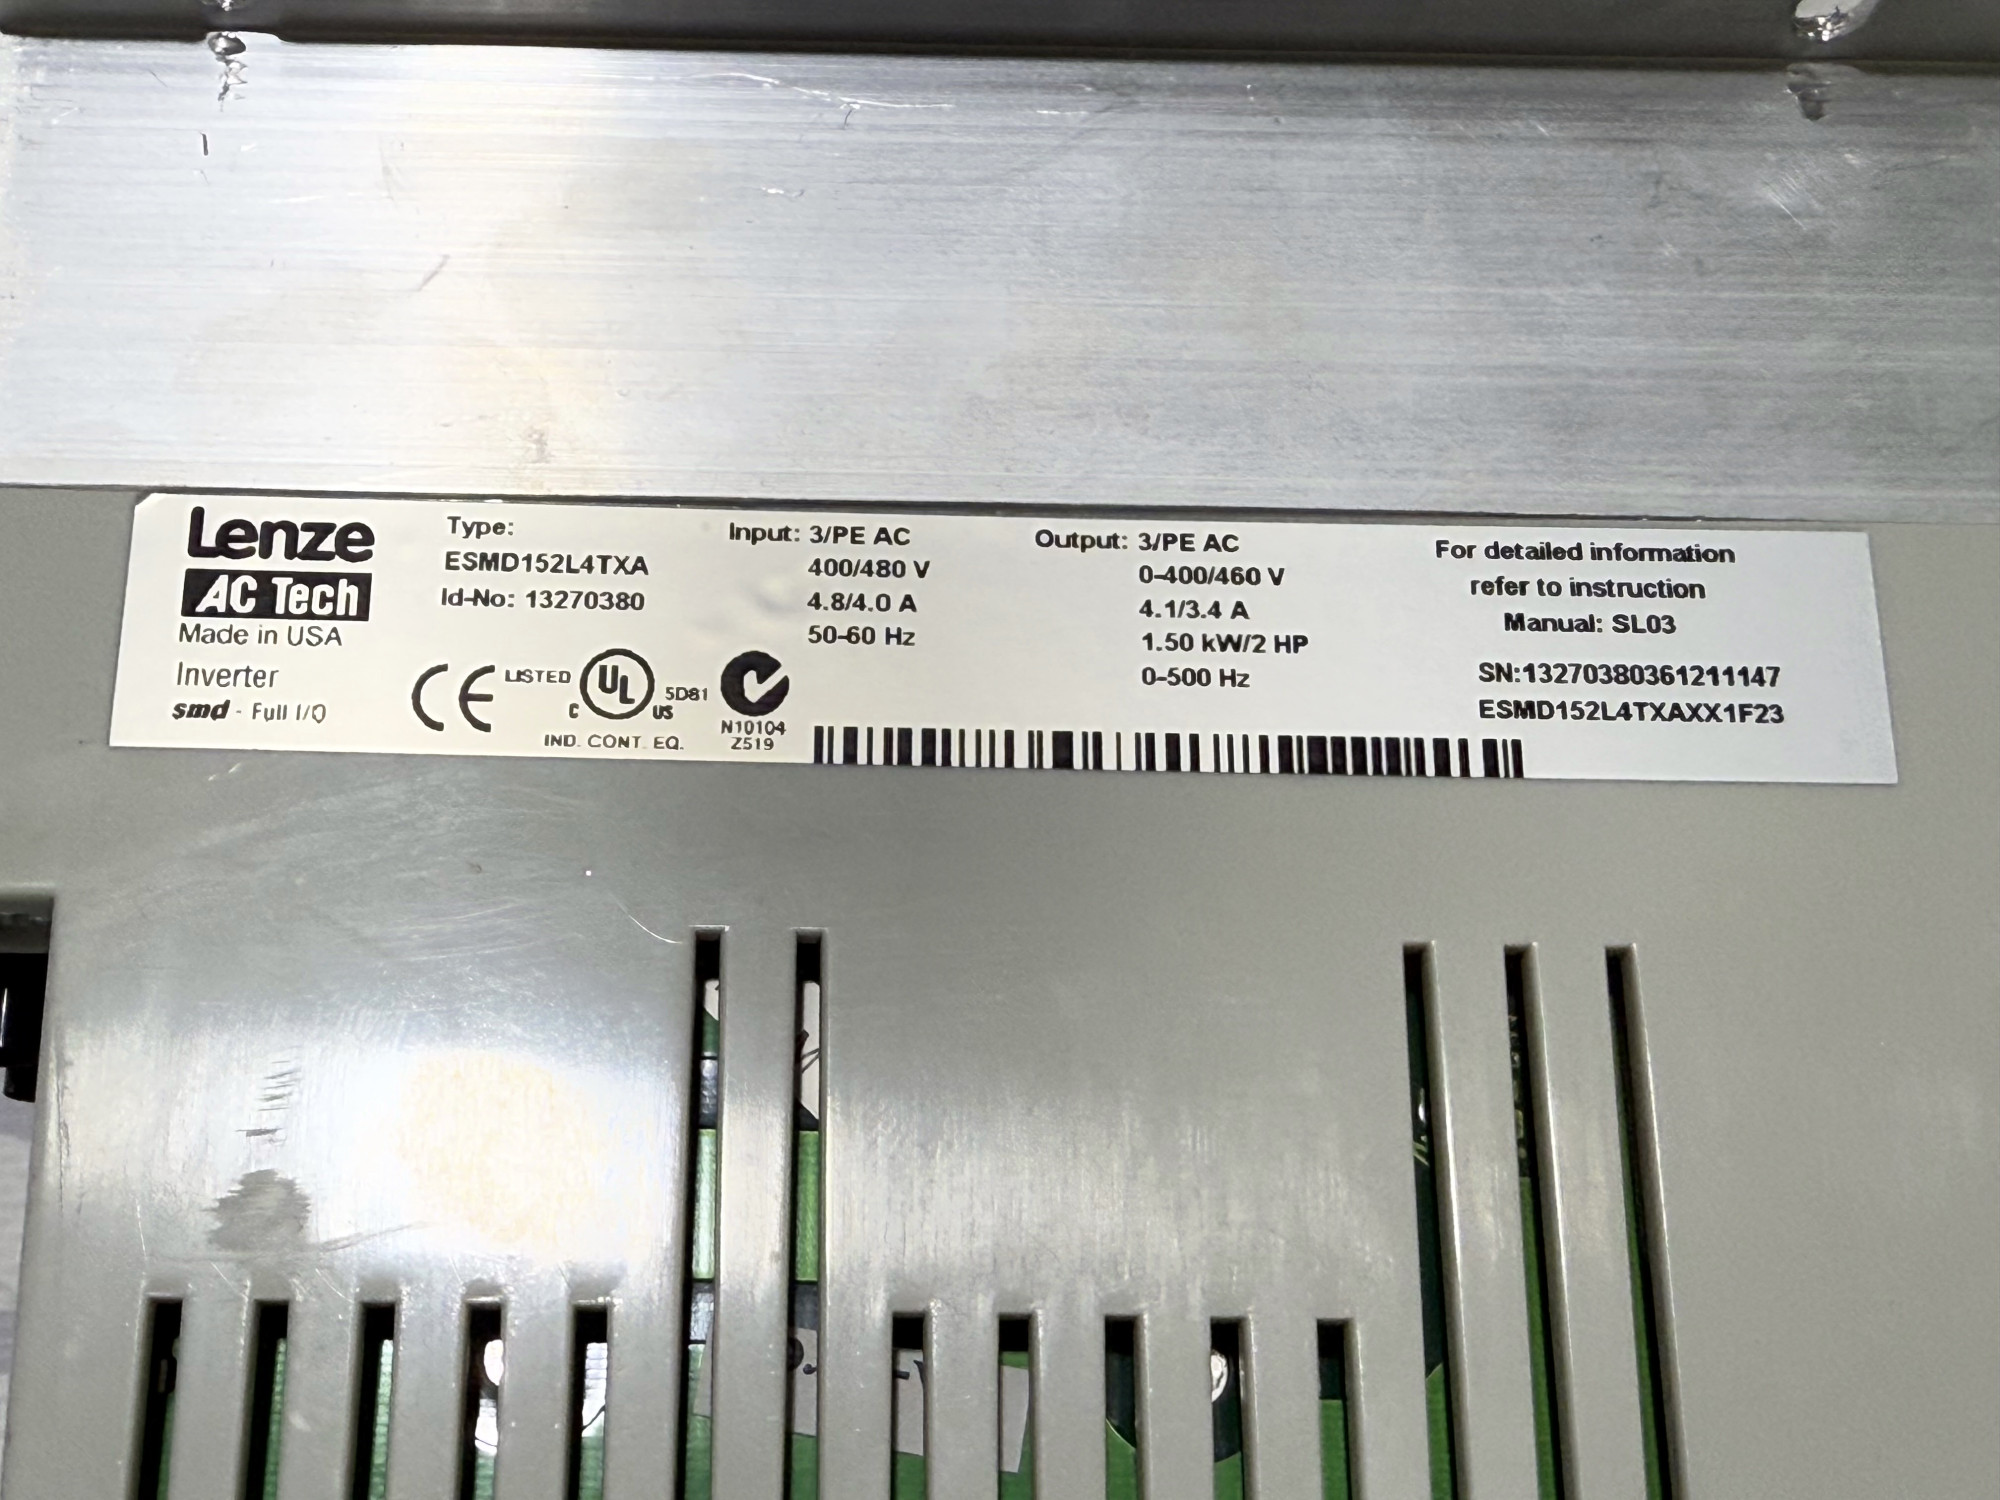 Lenze
AC Tech
Made in USA
Inverter
smd - Full I/O
Type:
ESMD152L4TXA
Id-No: 13270380
CE
LISTED
UL
C
US
5D81
IND. CONT. EQ.
N10104
Z519
Input: 3/PE AC
400/480 V
4.8/4.0 A
50-60 Hz
Output: 3/PE AC
0-400/460 V
4.1/3.4 A
1.50 kW/2 HP
0-500 Hz
For detailed information
refer to instruction
Manual: SL03
SN:13270380361211147
ESMD152L4TXAXX1F23